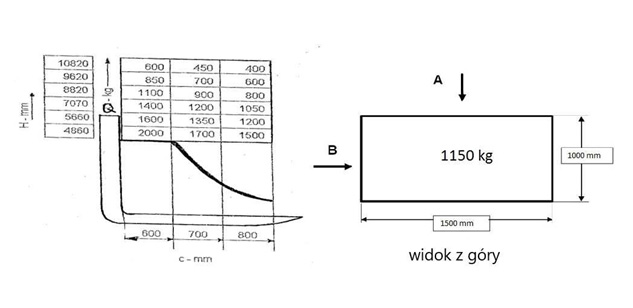 10820 600 450 400
9620 850 700 600
8820 1100 900 800
7070 1400 1200 1050
5660 1600 1350 1200
4860 2000 1700 1500
H - mm
Q - kg
600 700 800
c - mm
A
B
1150 kg
1000 mm
1500 mm
widok z góry